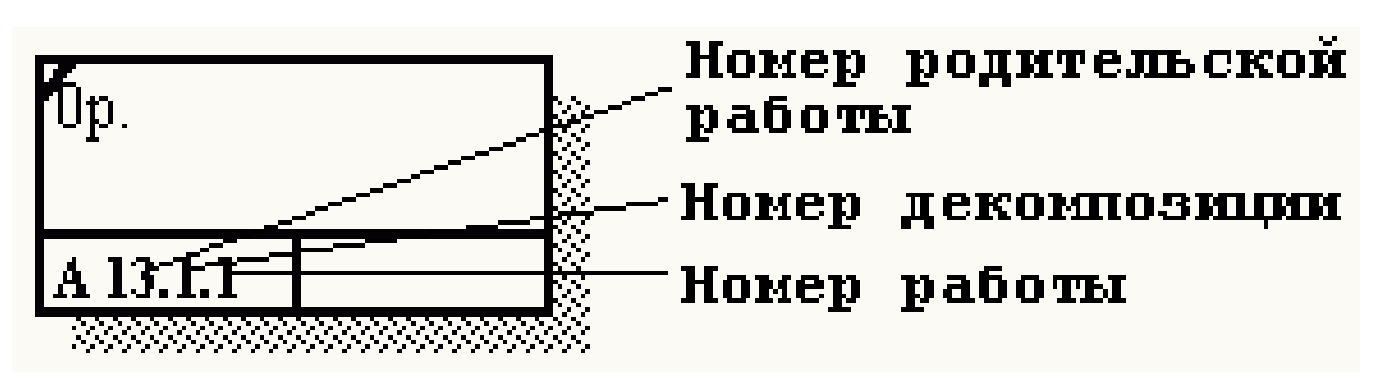 Номер родительской
работы
0р.
Номер декомпозиции
А 13.1.1
Номер работы